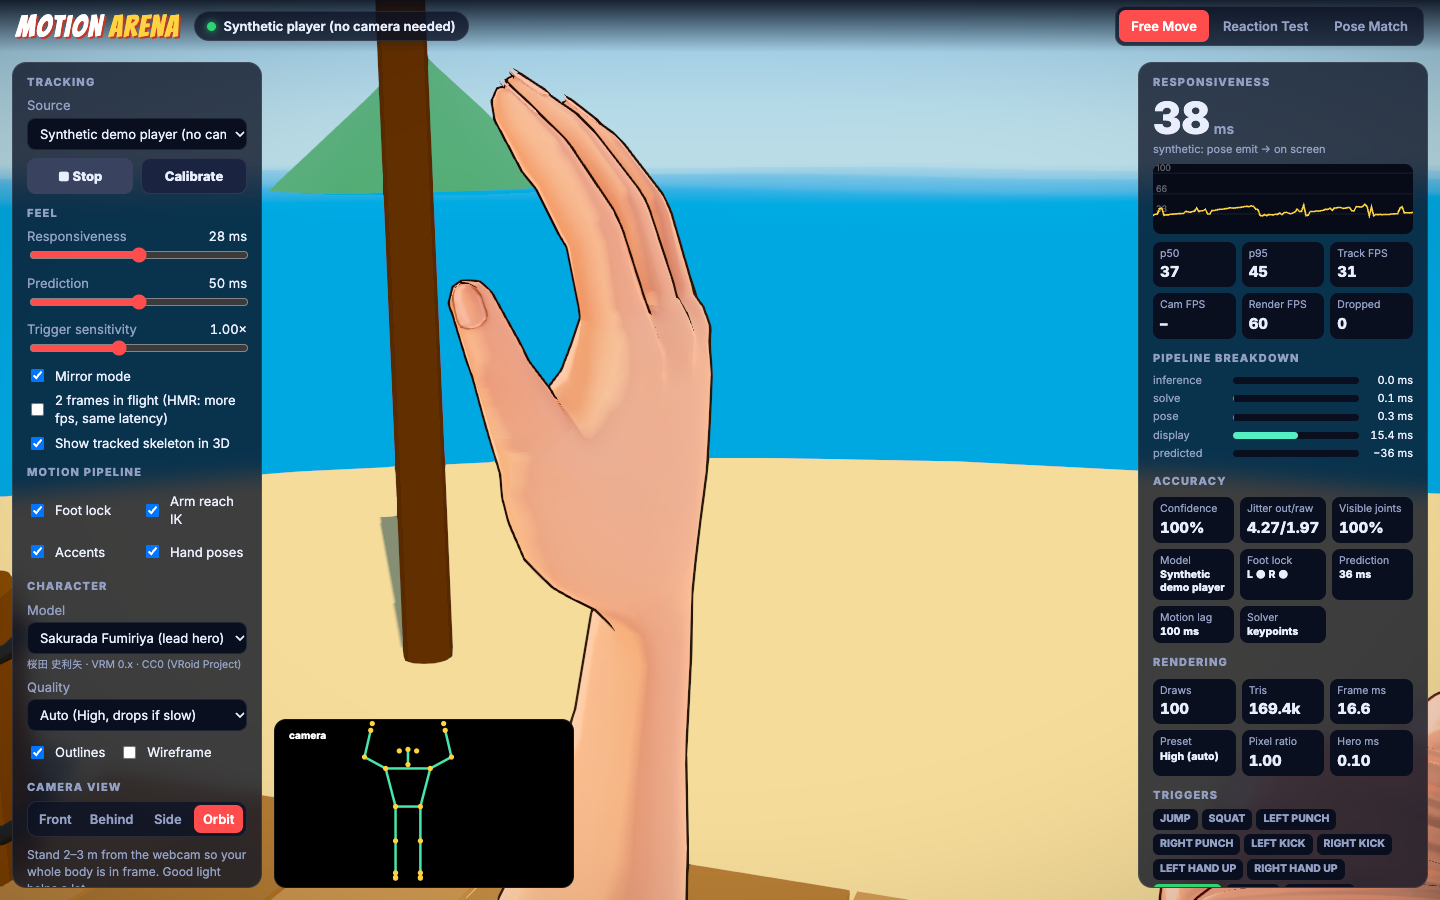 MOTION ARENA
Synthetic player (no camera needed)
Free Move
Reaction Test
Pose Match
TRACKING
Source
Synthetic demo player (no can
Stop
Calibrate
FEEL
Responsiveness 28 ms
Prediction 50 ms
Trigger sensitivity 1.00×
Mirror mode
2 frames in flight (HMR: more
fps, same latency)
Show tracked skeleton in 3D
MOTION PIPELINE
Foot lock
Arm reach
IK
Accents
Hand poses
CHARACTER
Model
Sakurada Fumiriya (lead hero)
桜田 史利矢 · VRM 0.x · CC0 (VRoid Project)
Quality
Auto (High, drops if slow)
Outlines
Wireframe
CAMERA VIEW
Front
Behind
Side
Orbit
Stand 2–3 m from the webcam so your
whole body is in frame. Good light
camera
RESPONSIVENESS
38 ms
synthetic: pose emit → on screen
100
66
33
p50
37
p95
45
Track FPS
31
Cam FPS
–
Render FPS
60
Dropped
0
PIPELINE BREAKDOWN
inference 0.0 ms
solve 0.1 ms
pose 0.3 ms
display 15.4 ms
predicted −36 ms
ACCURACY
Confidence
100%
Jitter out/raw
4.27/1.97
Visible joints
100%
Model
Synthetic
demo player
Foot lock
L ● R ●
Prediction
36 ms
Motion lag
100 ms
Solver
keypoints
RENDERING
Draws
100
Tris
169.4k
Frame ms
16.6
Preset
High (auto)
Pixel ratio
1.00
Hero ms
0.10
TRIGGERS
JUMP
SQUAT
LEFT PUNCH
RIGHT PUNCH
LEFT KICK
RIGHT KICK
LEFT HAND UP
RIGHT HAND UP